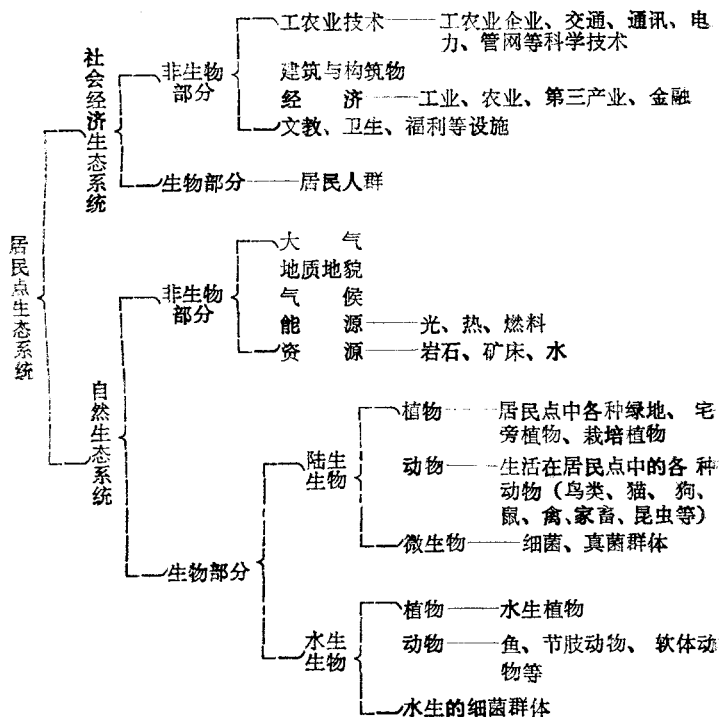 工农业技术——工农业企业、交通、通讯、电
力、管网等科学技术
社会经济生态系统
非生物
部分
建筑与构筑物
经 济——工业、农业、第三产业、金融
文教、卫生、福利等设施
生物部分——居民人群
居民点生态系统
大 气
地质地貌
非生物
部分
气 候
能 源——光、热、燃料
资 源——岩石、矿床、水
自然生态系统
植物——居民点中各种绿地、宅
旁植物、栽培植物
陆生
生物
动物——生活在居民点中的各种
动物(鸟类、猫、狗、
鼠、禽、家畜、昆虫等)
微生物——细菌、真菌群体
生物部分
植物——水生植物
水生
生物
动物——鱼、节肢动物、软体动
物等
水生的细菌群体